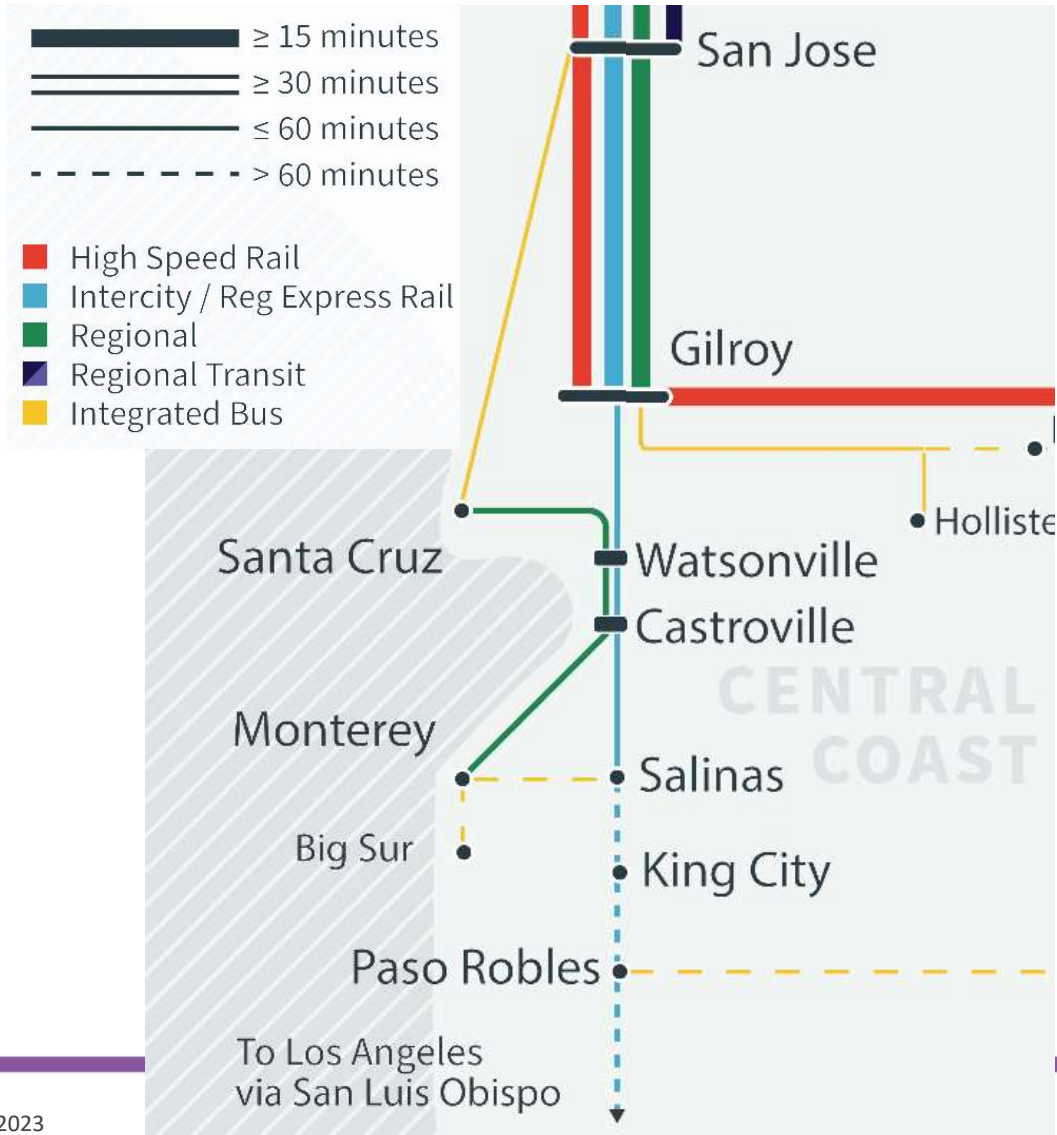 ≥ 15 minutes
≥ 30 minutes
≤ 60 minutes
> 60 minutes
High Speed Rail
Intercity / Reg Express Rail
Regional
Regional Transit
Integrated Bus
San Jose
Gilroy
Holliste
Santa Cruz
Watsonville
Castroville
CENTRAL
COAST
Monterey
Salinas
Big Sur
King City
Paso Robles
To Los Angeles
via San Luis Obispo
2023